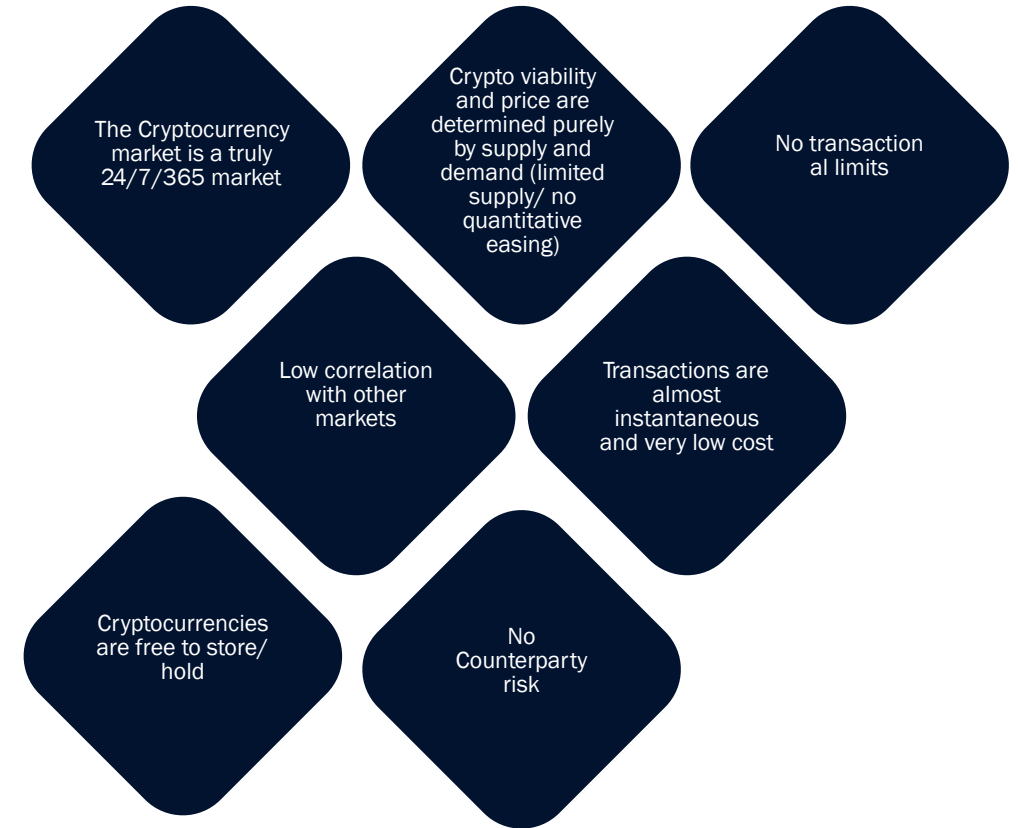 The Cryptocurrency
market is a truly
24/7/365 market
Crypto viability
and price are
determined purely
by supply and
demand (limited
supply/ no
quantitative
easing)
No transaction
al limits
Low correlation
with other
markets
Transactions are
almost
instantaneous
and very low cost
Cryptocurrencies
are free to store/
hold
No
Counterparty
risk